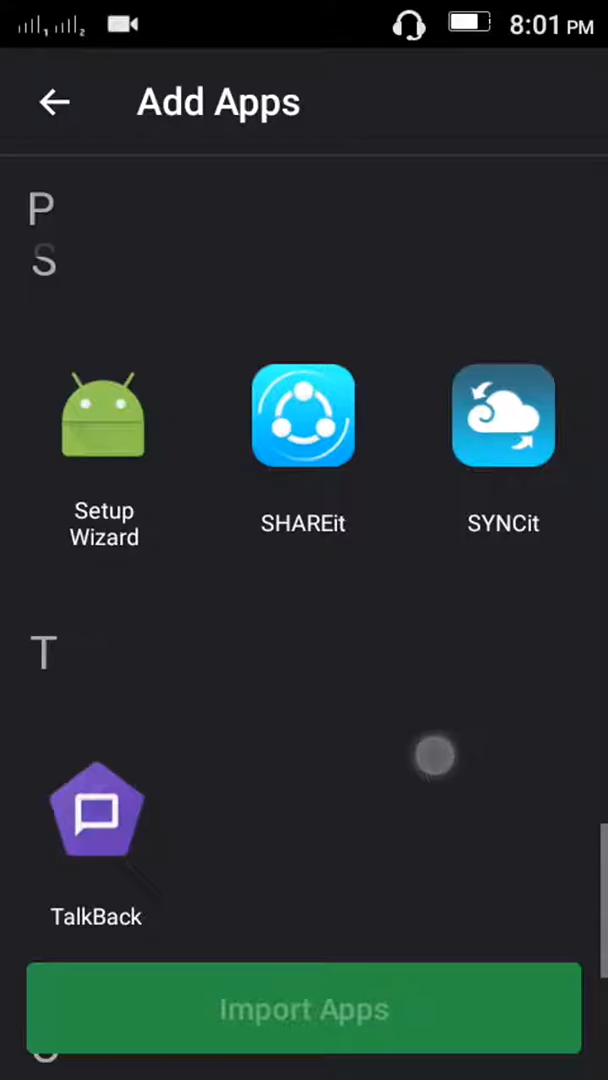 8:01 PM
Add Apps
P
S
Setup
Wizard
SHAREit
SYNCit
T
TalkBack
Import Apps